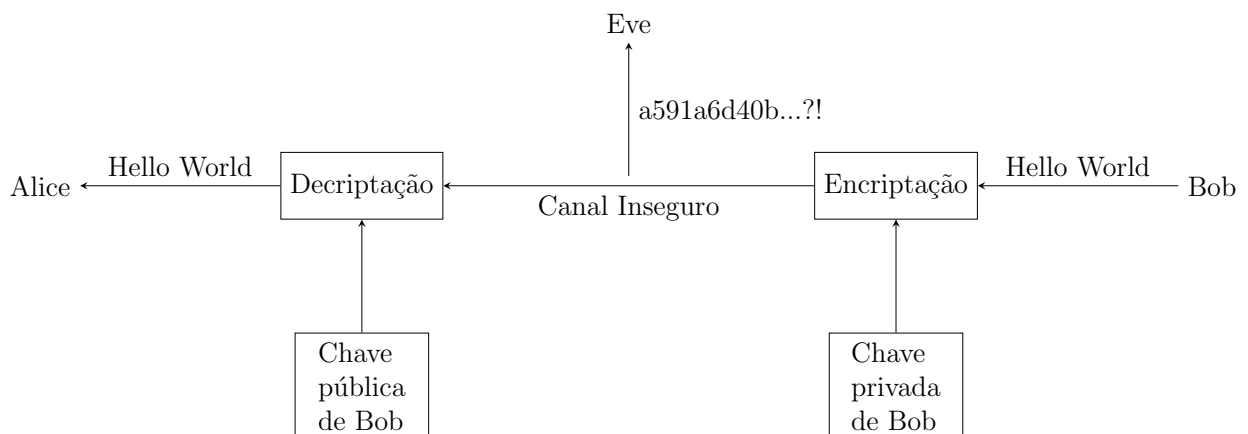 Eve
a591a6d40b...?!
Hello World
Hello World
Alice
Decriptação
Encriptação
Bob
Canal Inseguro
Chave
pública
de Bob
Chave
privada
de Bob